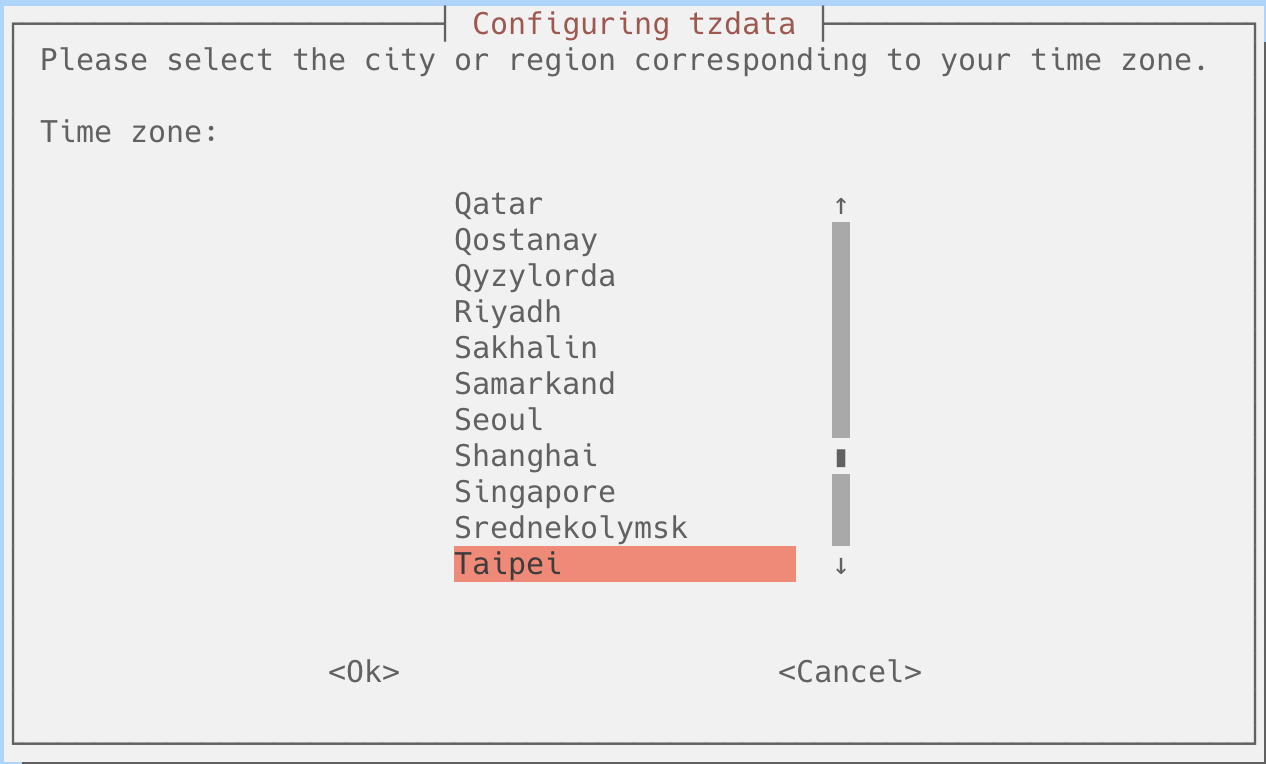 Configuring tzdata
Please select the city or region corresponding to your time zone.
Time zone:
Qatar ↑
Qostanay
Qyzylorda
Riyadh
Sakhalin
Samarkand
Seoul
Shanghai
Singapore
Srednekolymsk
Taipei ↓
<Ok> <Cancel>